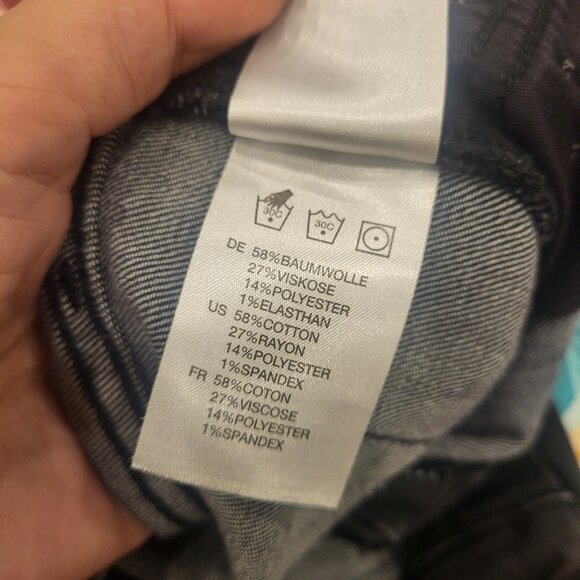 30C 30C
DE 58%BAUMWOLLE
27%VISKOSE
14%POLYESTER
1%ELASTHAN
US 58%COTTON
27%RAYON
14%POLYESTER
1%SPANDEX
FR 58%COTON
27%VISCOSE
14%POLYESTER
1%SPANDEX